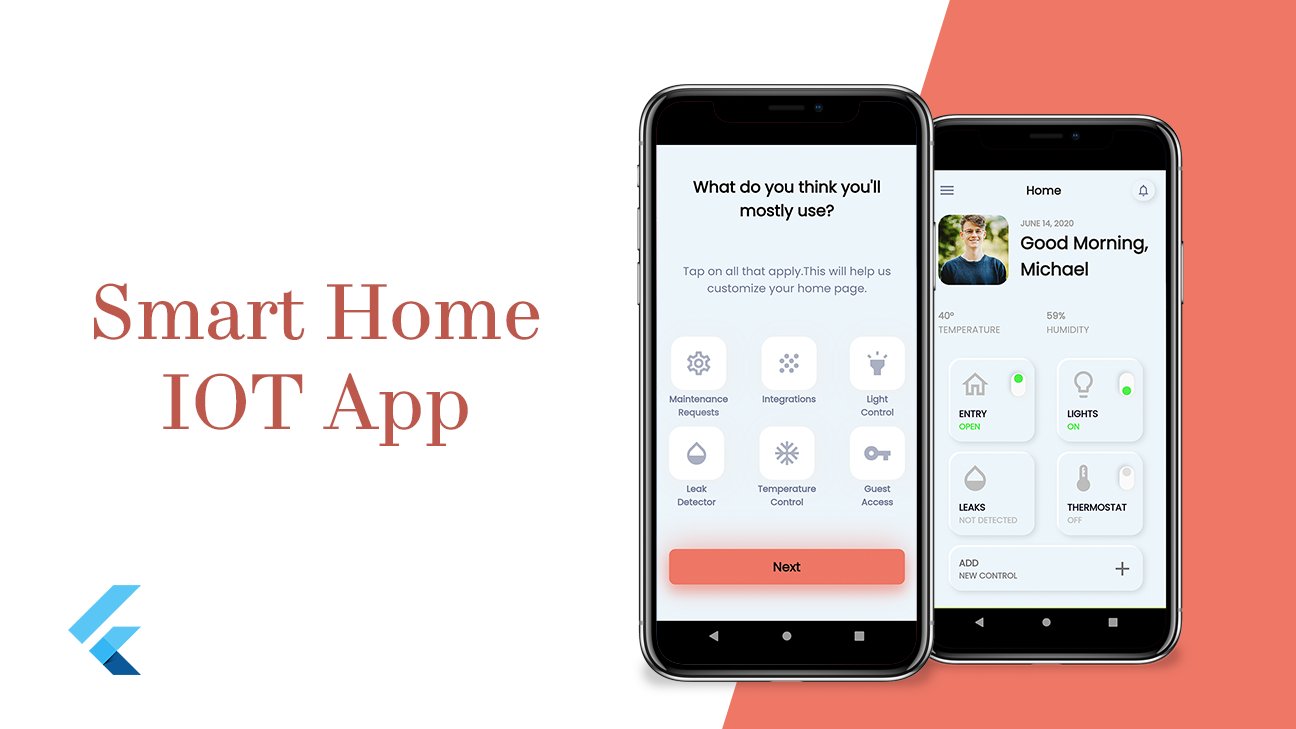 Smart Home
IOT App
What do you think you'll
mostly use?
Tap on all that apply.This will help us
customize your home page.
Maintenance
Requests
Integrations
Light
Control
Leak
Detector
Temperature
Control
Guest
Access
Next
Home
JUNE 14, 2020
Good Morning,
Michael
40°
TEMPERATURE
59%
HUMIDITY
ENTRY
OPEN
LIGHTS
ON
LEAKS
NOT DETECTED
THERMOSTAT
OFF
ADD
NEW CONTROL